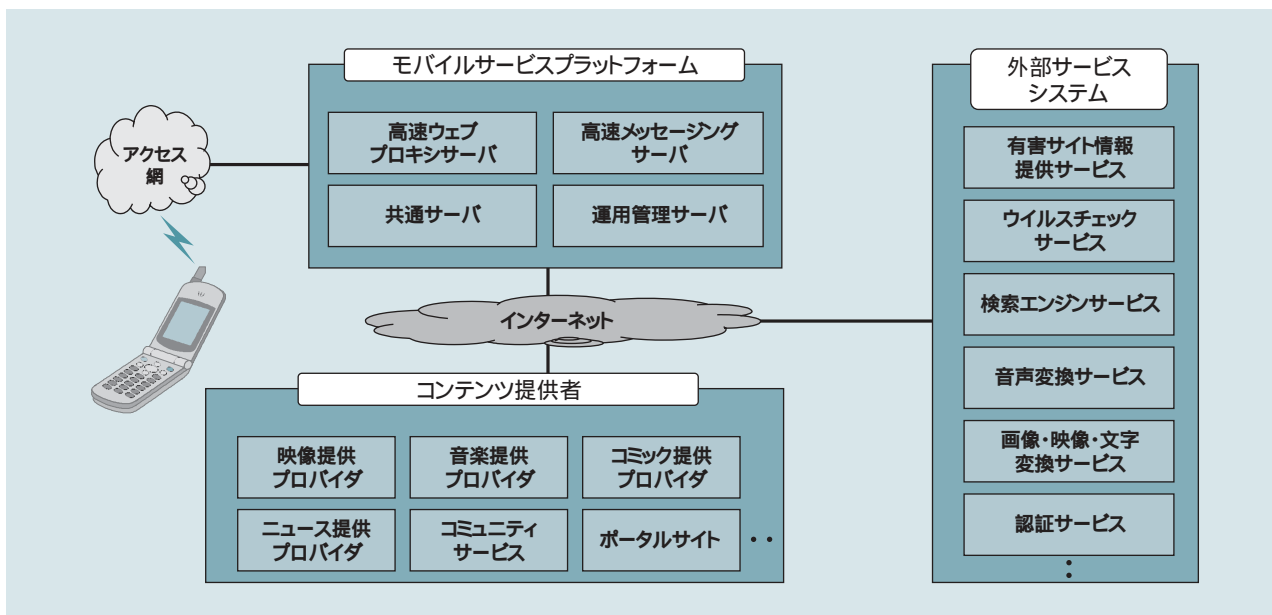 モバイルサービスプラットフォーム
高速ウェブ
プロキシサーバ
高速メッセージング
サーバ
共通サーバ
運用管理サーバ
アクセス
網
インターネット
コンテンツ提供者
映像提供
プロバイダ
音楽提供
プロバイダ
コミック提供
プロバイダ
ニュース提供
プロバイダ
コミュニティ
サービス
ポータルサイト
・・
外部サービス
システム
有害サイト情報
提供サービス
ウイルスチェック
サービス
検索エンジンサービス
音声変換サービス
画像・映像・文字
変換サービス
認証サービス
：